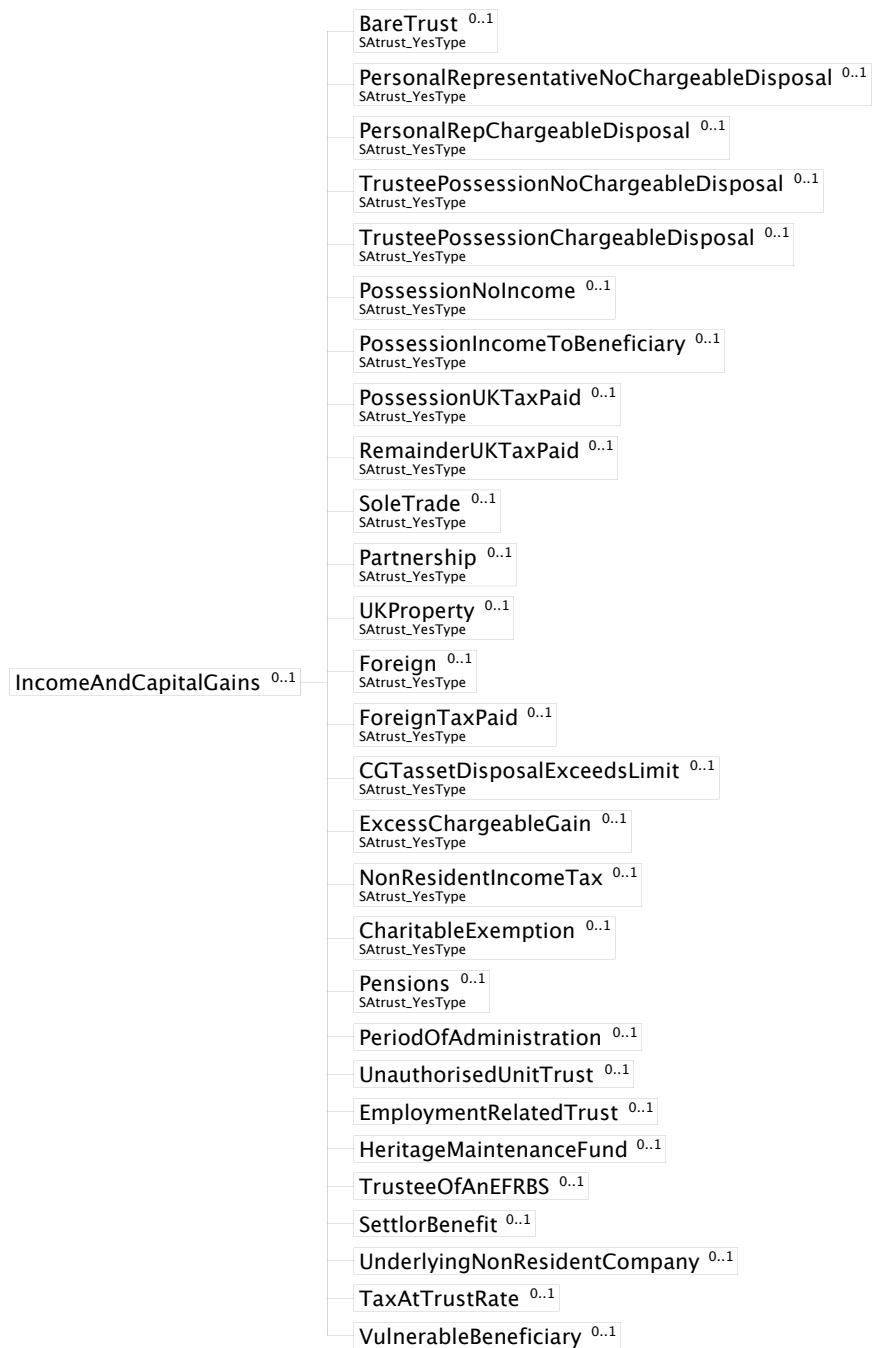 BareTrust 0..1
SAtrust_YesType
PersonalRepresentativeNoChargeableDisposal 0..1
SAtrust_YesType
PersonalRepChargeableDisposal 0..1
SAtrust_YesType
TrusteePossessionNoChargeableDisposal 0..1
SAtrust_YesType
TrusteePossessionChargeableDisposal 0..1
SAtrust_YesType
PossessionNoIncome 0..1
SAtrust_YesType
PossessionIncomeToBeneficiary 0..1
SAtrust_YesType
PossessionUKTaxPaid 0..1
SAtrust_YesType
RemainderUKTaxPaid 0..1
SAtrust_YesType
SoleTrade 0..1
SAtrust_YesType
Partnership 0..1
SAtrust_YesType
UKProperty 0..1
SAtrust_YesType
Foreign 0..1
SAtrust_YesType
IncomeAndCapitalGains 0..1
ForeignTaxPaid 0..1
SAtrust_YesType
CGTassetDisposalExceedsLimit 0..1
SAtrust_YesType
ExcessChargeableGain 0..1
SAtrust_YesType
NonResidentIncomeTax 0..1
SAtrust_YesType
CharitableExemption 0..1
SAtrust_YesType
Pensions 0..1
SAtrust_YesType
PeriodOfAdministration 0..1
UnauthorisedUnitTrust 0..1
EmploymentRelatedTrust 0..1
HeritageMaintenanceFund 0..1
TrusteeOfAnEFRBS 0..1
SettlorBenefit 0..1
UnderlyingNonResidentCompany 0..1
TaxAtTrustRate 0..1
VulnerableBeneficiary 0..1